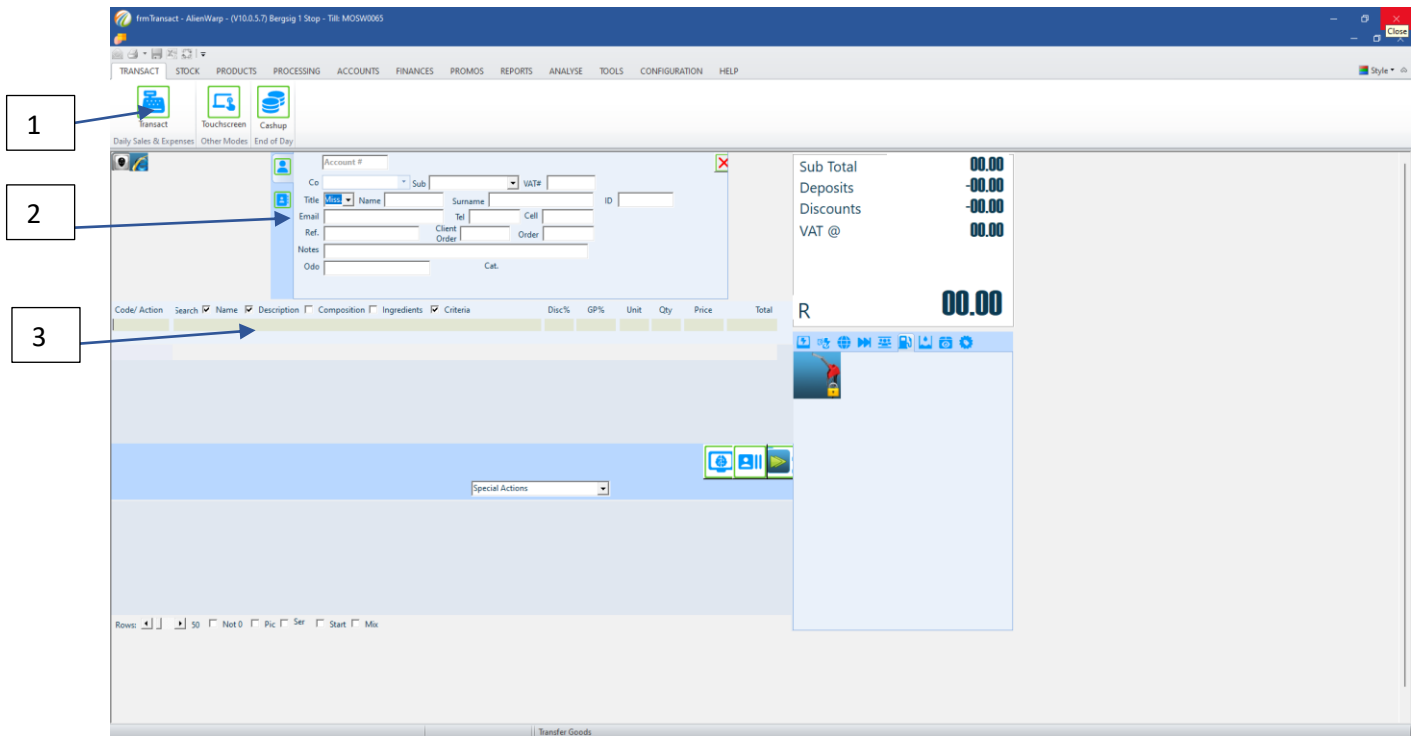 frmTransact - AlienWarp - (V10.0.5.7) Bergsig 1 Stop - Till: MOSW0065
Close
TRANSACT STOCK PRODUCTS PROCESSING ACCOUNTS FINANCES PROMOS REPORTS ANALYSE TOOLS CONFIGURATION HELP Style
1
Transact Touchscreen Cashup
Daily Sales & Expenses Other Modes End of Day
Account #
Sub Total 00.00
Co Sub VAT#
Deposits -00.00
2
Title Miss. Name Surname ID
Discounts -00.00
Email Tel Cell
Ref. Client Order Order
VAT @ 00.00
Notes
Odo Cat.
R 00.00
Code/ Action Search Name Description Composition Ingredients Criteria Disc% GP% Unit Qty Price Total
3
Special Actions
Rows: 50 Not 0 Pic Ser Start Mix
Transfer Goods